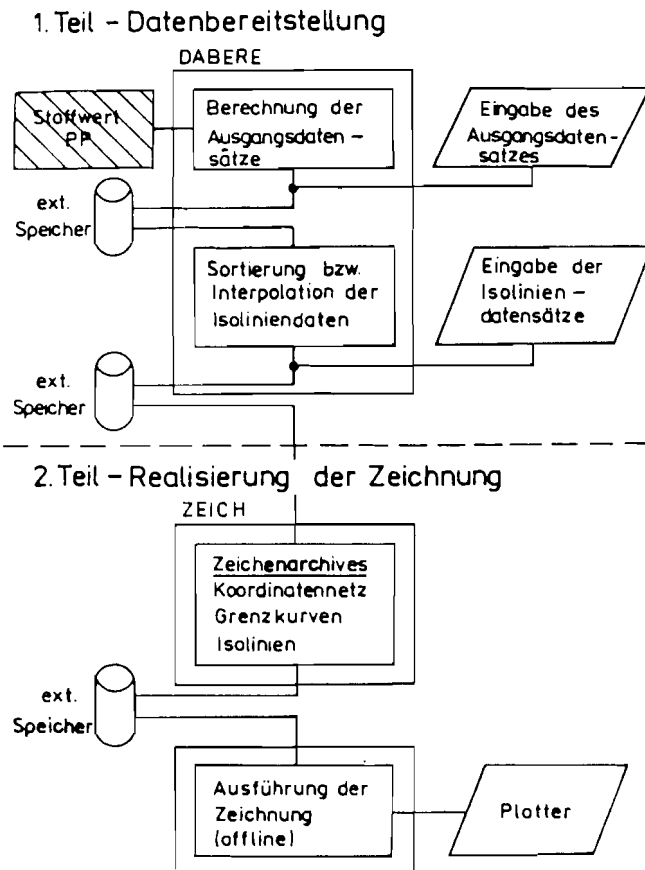 1. Teil – Datenbereitstellung
DABERE
Stoffwert
PP
Berechnung der
Ausgangsdaten –
sätze
Eingabe des
Ausgangsdaten-
satzes
ext.
Speicher
Sortierung bzw.
Interpolation der
Isoliniendaten
Eingabe der
Isolinien –
datensätze
ext.
Speicher
2. Teil – Realisierung der Zeichnung
ZEICH
Zeichenarchives
Koordinatennetz
Grenzkurven
Isolinien
ext.
Speicher
Ausführung der
Zeichnung
(offline)
Plotter